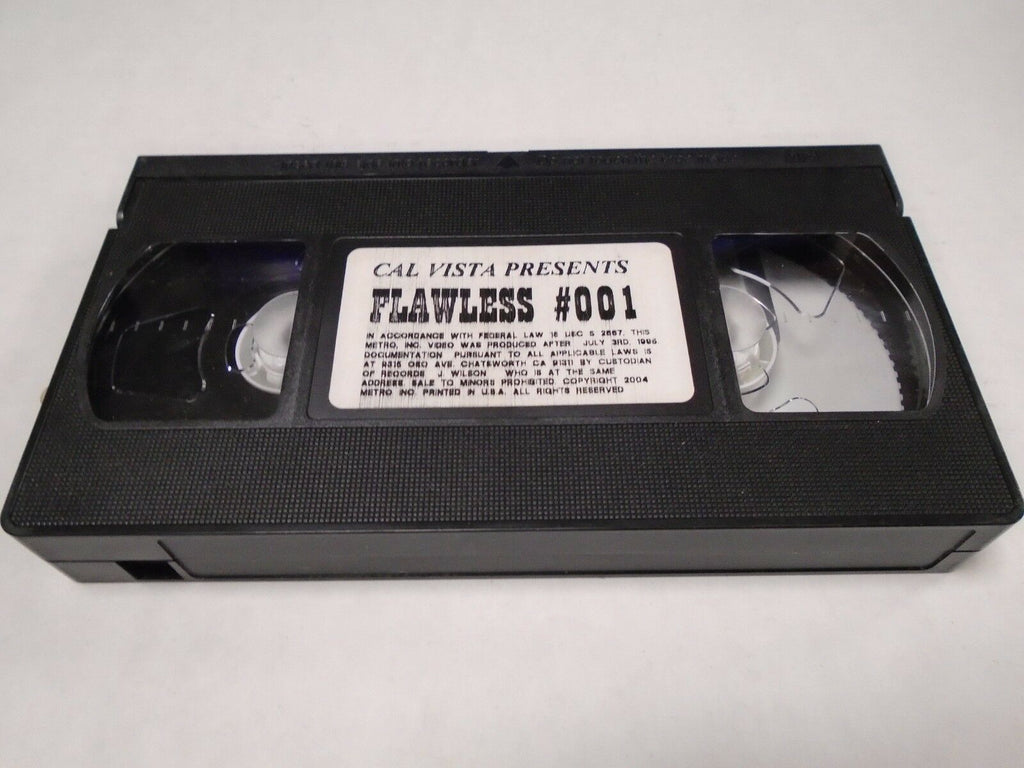 CAL VISTA PRESENTS
FLAWLESS #001
IN ACCORDANCE WITH FEDERAL LAW 18 USC S 2257. THIS
METRO, INC. VIDEO WAS PRODUCED AFTER JULY 3RD, 1995.
DOCUMENTATION PURSUANT TO ALL APPLICABLE LAWS IS
AT ORO AVE. CHATSWORTH CA 91311 BY CUSTODIAN
OF RECORDS J. WILSON WHO IS AT THE SAME
ADDRESS. SALE TO MINORS PROHIBITED. COPYRIGHT 2004
METRO INC. PRINTED IN U.S.A. ALL RIGHTS RESERVED